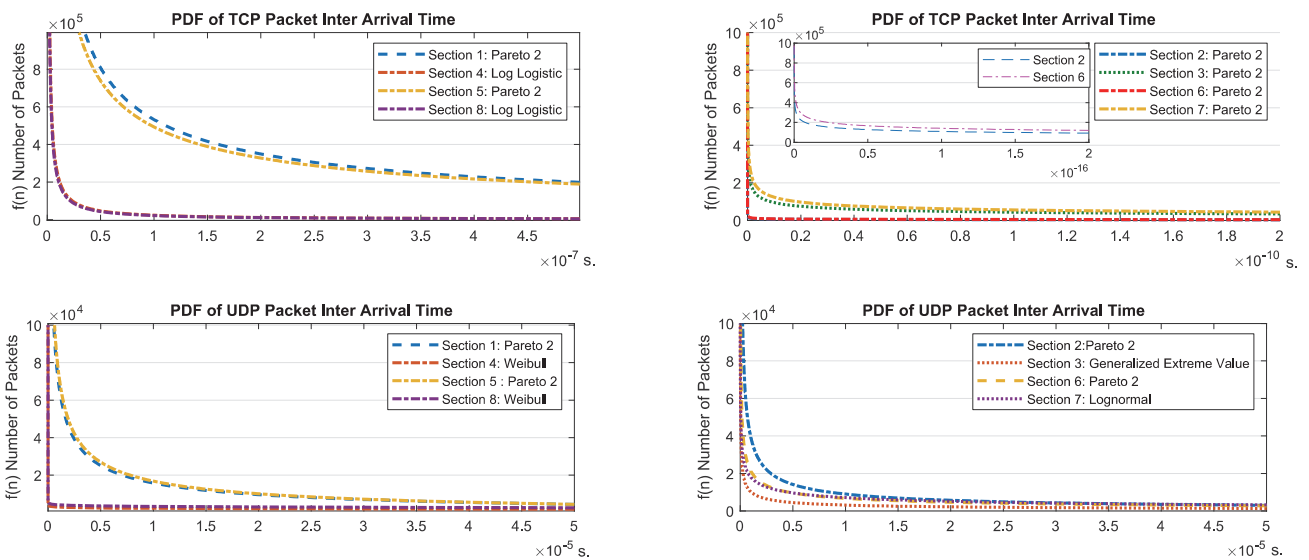 PDF of TCP Packet Inter Arrival Time
×10^5
f(n) Number of Packets
8
6
4
2
0
0 0.5 1 1.5 2 2.5 3 3.5 4 4.5
×10^-7 s.
Section 1: Pareto 2
Section 4: Log Logistic
Section 5: Pareto 2
Section 8: Log Logistic
PDF of TCP Packet Inter Arrival Time
×10^5
f(n) Number of Packets
10
8
6
4
2
0
0 0.2 0.4 0.6 0.8 1 1.2 1.4 1.6 1.8 2
×10^-10 s.
×10^5
10
8
6
4
2
0
0 0.5 1 1.5 2
×10^-16
Section 2
Section 6
Section 2: Pareto 2
Section 3: Pareto 2
Section 6: Pareto 2
Section 7: Pareto 2
PDF of UDP Packet Inter Arrival Time
×10^4
f(n) Number of Packets
10
8
6
4
2
0 0.5 1 1.5 2 2.5 3 3.5 4 4.5 5
×10^-5 s.
Section 1: Pareto 2
Section 4: Weibull
Section 5 : Pareto 2
Section 8: Weibull
PDF of UDP Packet Inter Arrival Time
×10^4
f(n) Number of Packets
10
8
6
4
2
0
0 0.5 1 1.5 2 2.5 3 3.5 4 4.5 5
×10^-5 s.
Section 2:Pareto 2
Section 3: Generalized Extreme Value
Section 6: Pareto 2
Section 7: Lognormal